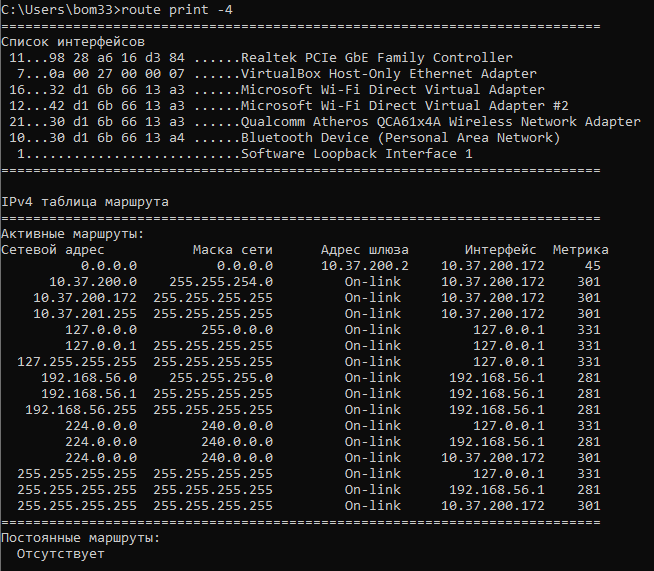 C:\Users\bom33>route print -4
===========================================================================
Список интерфейсов
 11...98 28 a6 16 d3 84 ......Realtek PCIe GbE Family Controller
  7...0a 00 27 00 00 07 ......VirtualBox Host-Only Ethernet Adapter
 16...32 d1 6b 66 13 a3 ......Microsoft Wi-Fi Direct Virtual Adapter
 12...42 d1 6b 66 13 a3 ......Microsoft Wi-Fi Direct Virtual Adapter #2
 21...30 d1 6b 66 13 a3 ......Qualcomm Atheros QCA61x4A Wireless Network Adapter
 10...30 d1 6b 66 13 a4 ......Bluetooth Device (Personal Area Network)
  1...........................Software Loopback Interface 1
===========================================================================
IPv4 таблица маршрута
===========================================================================
Активные маршруты:
Сетевой адрес           Маска сети      Адрес шлюза       Интерфейс  Метрика
          0.0.0.0          0.0.0.0      10.37.200.2    10.37.200.172     45
      10.37.200.0    255.255.254.0         On-link     10.37.200.172    301
    10.37.200.172  255.255.255.255         On-link     10.37.200.172    301
    10.37.201.255  255.255.255.255         On-link     10.37.200.172    301
        127.0.0.0        255.0.0.0         On-link         127.0.0.1    331
        127.0.0.1  255.255.255.255         On-link         127.0.0.1    331
  127.255.255.255  255.255.255.255         On-link         127.0.0.1    331
     192.168.56.0    255.255.255.0         On-link      192.168.56.1    281
     192.168.56.1  255.255.255.255         On-link      192.168.56.1    281
   192.168.56.255  255.255.255.255         On-link      192.168.56.1    281
        224.0.0.0        240.0.0.0         On-link         127.0.0.1    331
        224.0.0.0        240.0.0.0         On-link      192.168.56.1    281
        224.0.0.0        240.0.0.0         On-link     10.37.200.172    301
  255.255.255.255  255.255.255.255         On-link         127.0.0.1    331
  255.255.255.255  255.255.255.255         On-link      192.168.56.1    281
  255.255.255.255  255.255.255.255         On-link     10.37.200.172    301
===========================================================================
Постоянные маршруты:
  Отсутствует